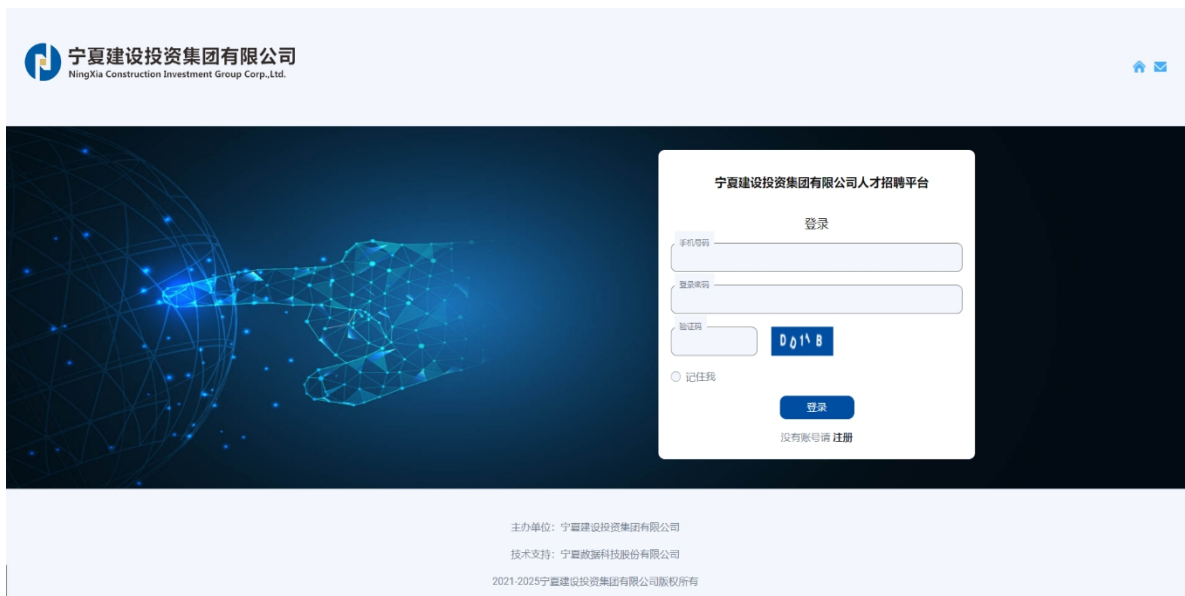 宁夏建设投资集团有限公司
NingXia Construction Investment Group Corp.,Ltd.
宁夏建设投资集团有限公司人才招聘平台
登录
手机号码
登录密码
验证码
记住我
登录
没有账号请 注册
主办单位：宁夏建设投资集团有限公司
技术支持：宁夏数据科技股份有限公司
2021-2025宁夏建设投资集团有限公司版权所有